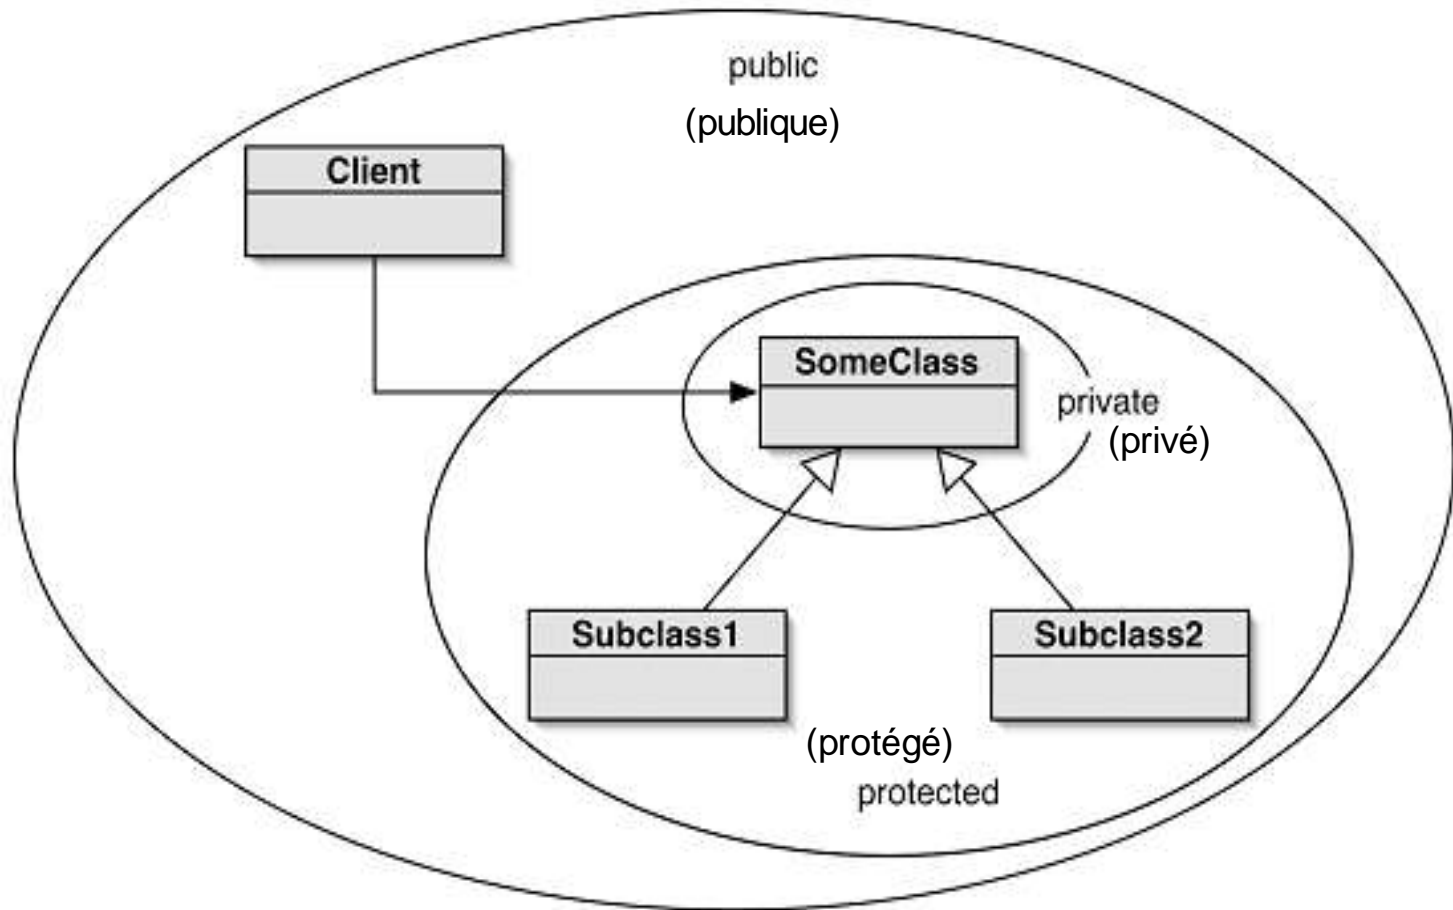 public
(publique)
Client
SomeClass
private
(privé)
Subclass1
Subclass2
(protégé)
protected